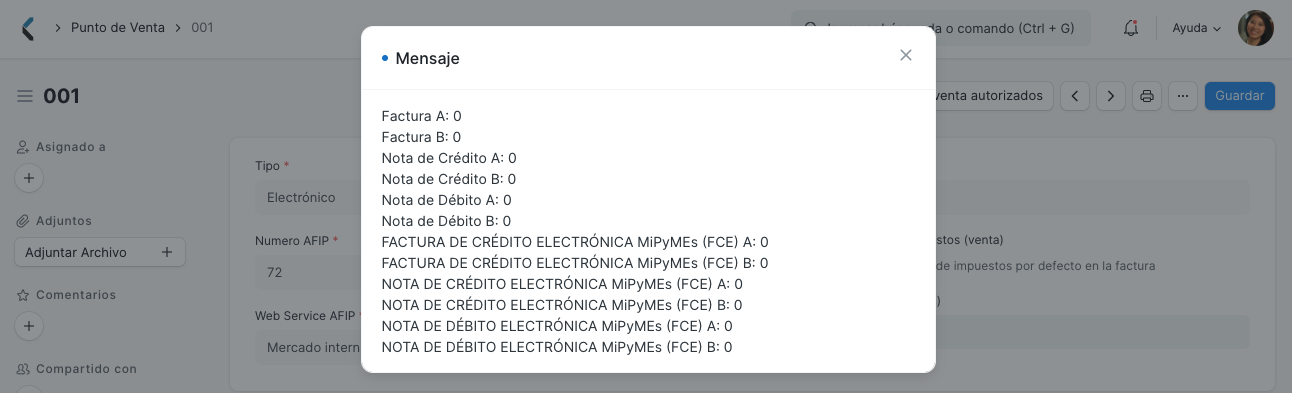 Punto de Venta
001
da o comando (Ctrl + G)
Ayuda
Mensaje
001
venta autorizados
Guardar
Factura A: 0
Factura B: 0
Nota de Crédito A: 0
Nota de Crédito B: 0
Nota de Débito A: 0
Nota de Débito B: 0
FACTURA DE CRÉDITO ELECTRÓNICA MiPyMEs (FCE) A: 0
FACTURA DE CRÉDITO ELECTRÓNICA MiPyMEs (FCE) B: 0
NOTA DE CRÉDITO ELECTRÓNICA MiPyMEs (FCE) A: 0
NOTA DE CRÉDITO ELECTRÓNICA MiPyMEs (FCE) B: 0
NOTA DE DÉBITO ELECTRÓNICA MiPyMEs (FCE) A: 0
NOTA DE DÉBITO ELECTRÓNICA MiPyMEs (FCE) B: 0
Asignado a
Adjuntos
Adjuntar Archivo
Comentarios
Compartido con
Tipo *
Electrónico
Numero AFIP *
72
Web Service AFIP *
Mercado intern
stos (venta)
de impuestos por defecto en la factura
)